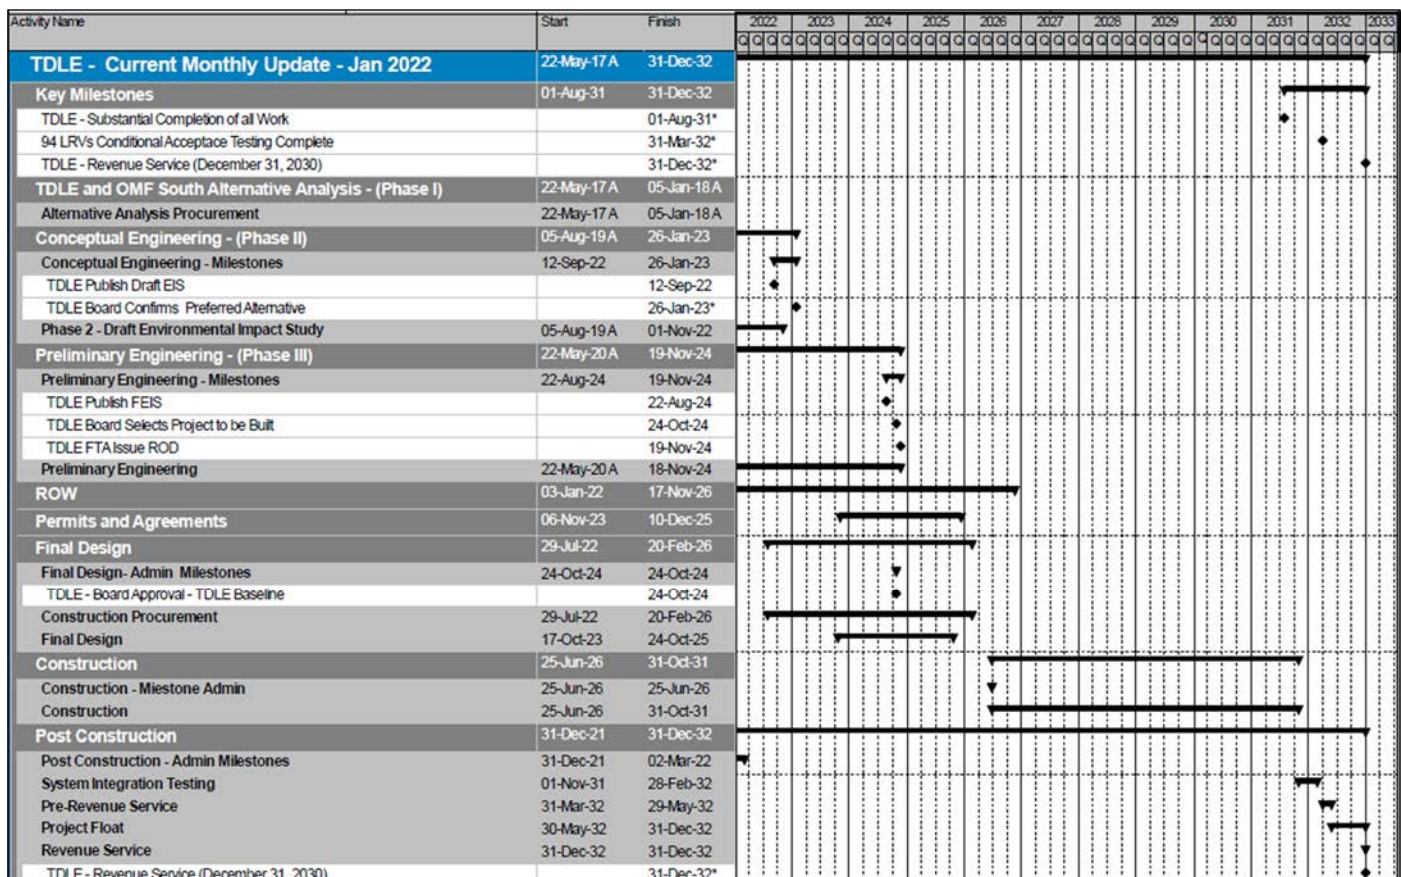 Activity Name Start Finish 2022 2023 2024 2025 2026 2027 2028 2029 2030 2031 2032 2033
Q Q Q Q Q Q Q Q Q Q Q Q Q Q Q Q Q Q Q Q Q Q Q Q Q Q Q Q Q Q Q Q Q Q Q Q Q Q Q Q Q Q Q Q Q Q
TDLE - Current Monthly Update - Jan 2022 22-May-17 A 31-Dec-32
Key Milestones 01-Aug-31 31-Dec-32
TDLE - Substantial Completion of all Work 01-Aug-31*
94 LRVs Conditional Acceptace Testing Complete 31-Mar-32*
TDLE - Revenue Service (December 31, 2030) 31-Dec-32*
TDLE and OMF South Alternative Analysis - (Phase I) 22-May-17 A 05-Jan-18 A
Alternative Analysis Procurement 22-May-17 A 05-Jan-18 A
Conceptual Engineering - (Phase II) 05-Aug-19 A 26-Jan-23
Conceptual Engineering - Milestones 12-Sep-22 26-Jan-23
TDLE Publish Draft EIS 12-Sep-22
TDLE Board Confirms Preferred Alternative 26-Jan-23*
Phase 2 - Draft Environmental Impact Study 05-Aug-19 A 01-Nov-22
Preliminary Engineering - (Phase III) 22-May-20 A 19-Nov-24
Preliminary Engineering - Milestones 22-Aug-24 19-Nov-24
TDLE Publish FEIS 22-Aug-24
TDLE Board Selects Project to be Built 24-Oct-24
TDLE FTA Issue ROD 19-Nov-24
Preliminary Engineering 22-May-20 A 18-Nov-24
ROW 03-Jan-22 17-Nov-26
Permits and Agreements 06-Nov-23 10-Dec-25
Final Design 29-Jul-22 20-Feb-26
Final Design- Admin Milestones 24-Oct-24 24-Oct-24
TDLE - Board Approval - TDLE Baseline 24-Oct-24
Construction Procurement 29-Jul-22 20-Feb-26
Final Design 17-Oct-23 24-Oct-25
Construction 25-Jun-26 31-Oct-31
Construction - Miestone Admin 25-Jun-26 25-Jun-26
Construction 25-Jun-26 31-Oct-31
Post Construction 31-Dec-21 31-Dec-32
Post Construction - Admin Milestones 31-Dec-21 02-Mar-22
System Integration Testing 01-Nov-31 28-Feb-32
Pre-Revenue Service 31-Mar-32 29-May-32
Project Float 30-May-32 31-Dec-32
Revenue Service 31-Dec-32 31-Dec-32
TDLE - Revenue Service (December 31, 2030) 31-Dec-32*